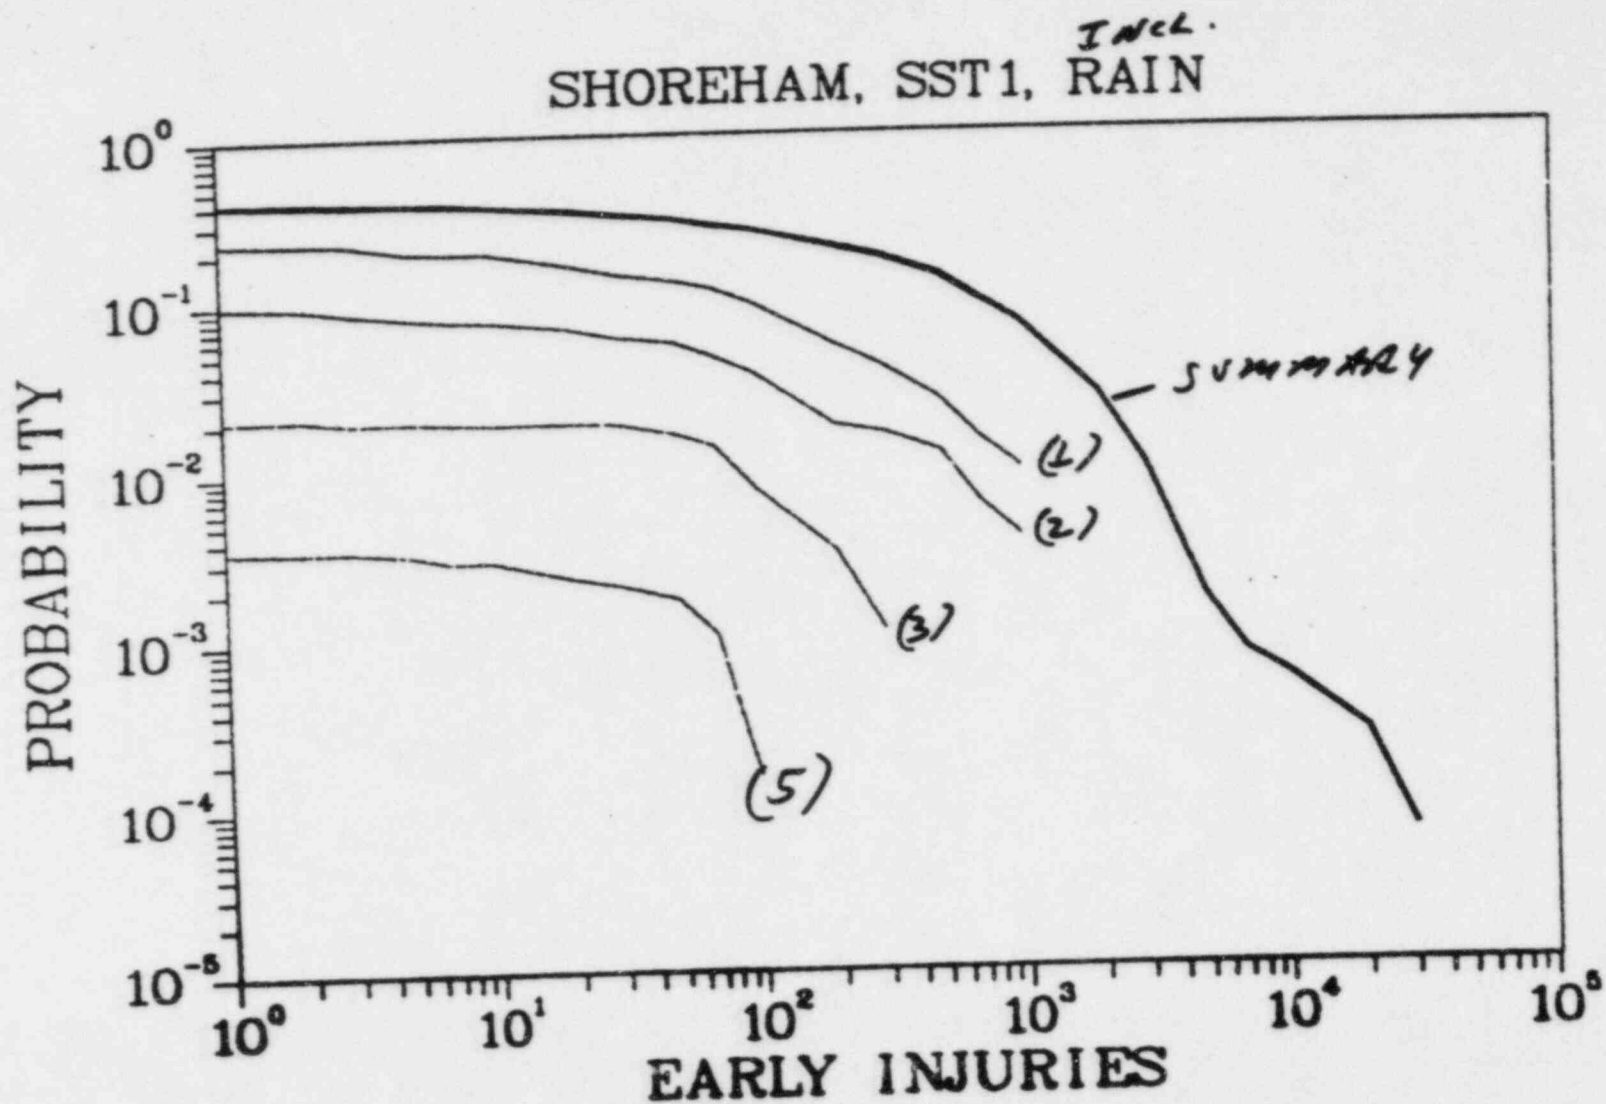 INCL.
SHOREHAM, SST1, RAIN
10⁰
10⁻¹
10⁻²
10⁻³
10⁻⁴
10⁻⁵
PROBABILITY
SUMMARY
(1)
(2)
(3)
(5)
10⁰ 10¹ 10² 10³ 10⁴ 10⁵
EARLY INJURIES